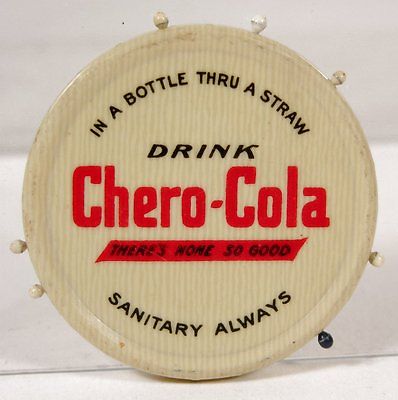 IN A BOTTLE THRU A STRAW
DRINK
Chero-Cola
THERE'S NONE SO GOOD
SANITARY ALWAYS